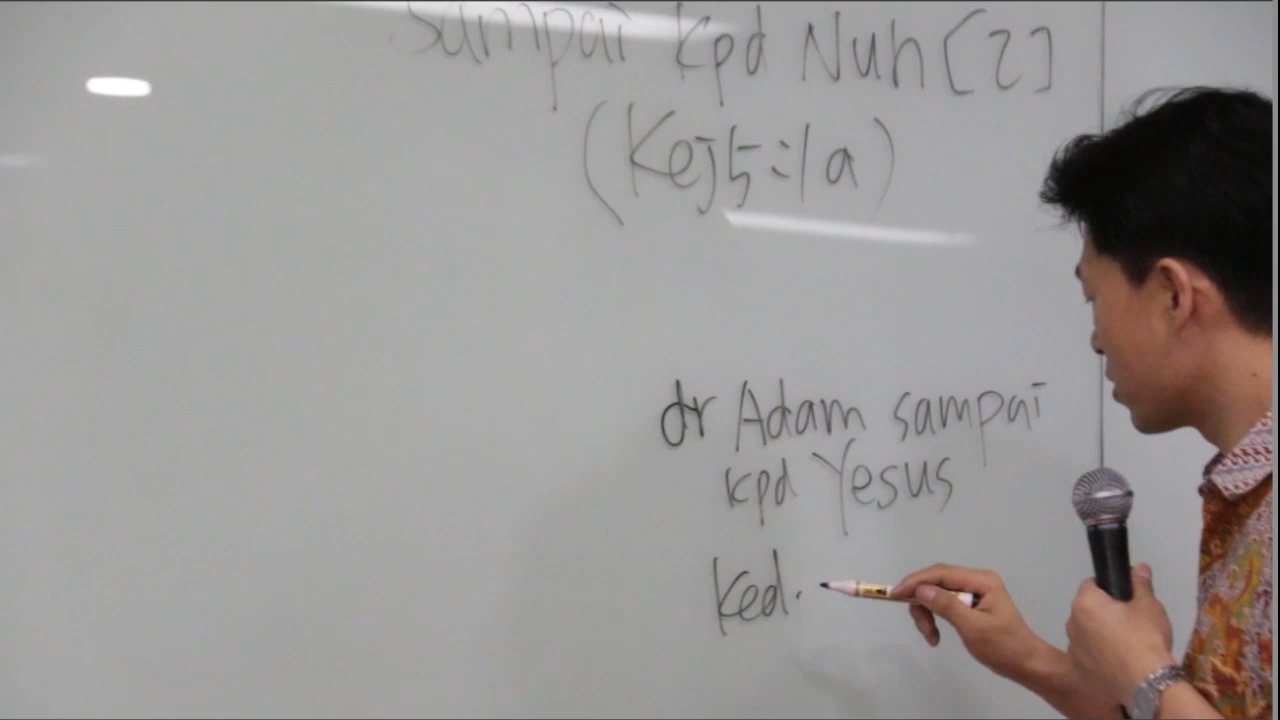 sampai kpd Nuh [2]
(Kej 5:1a)
dr Adam sampai
kpd Yesus
Ked.